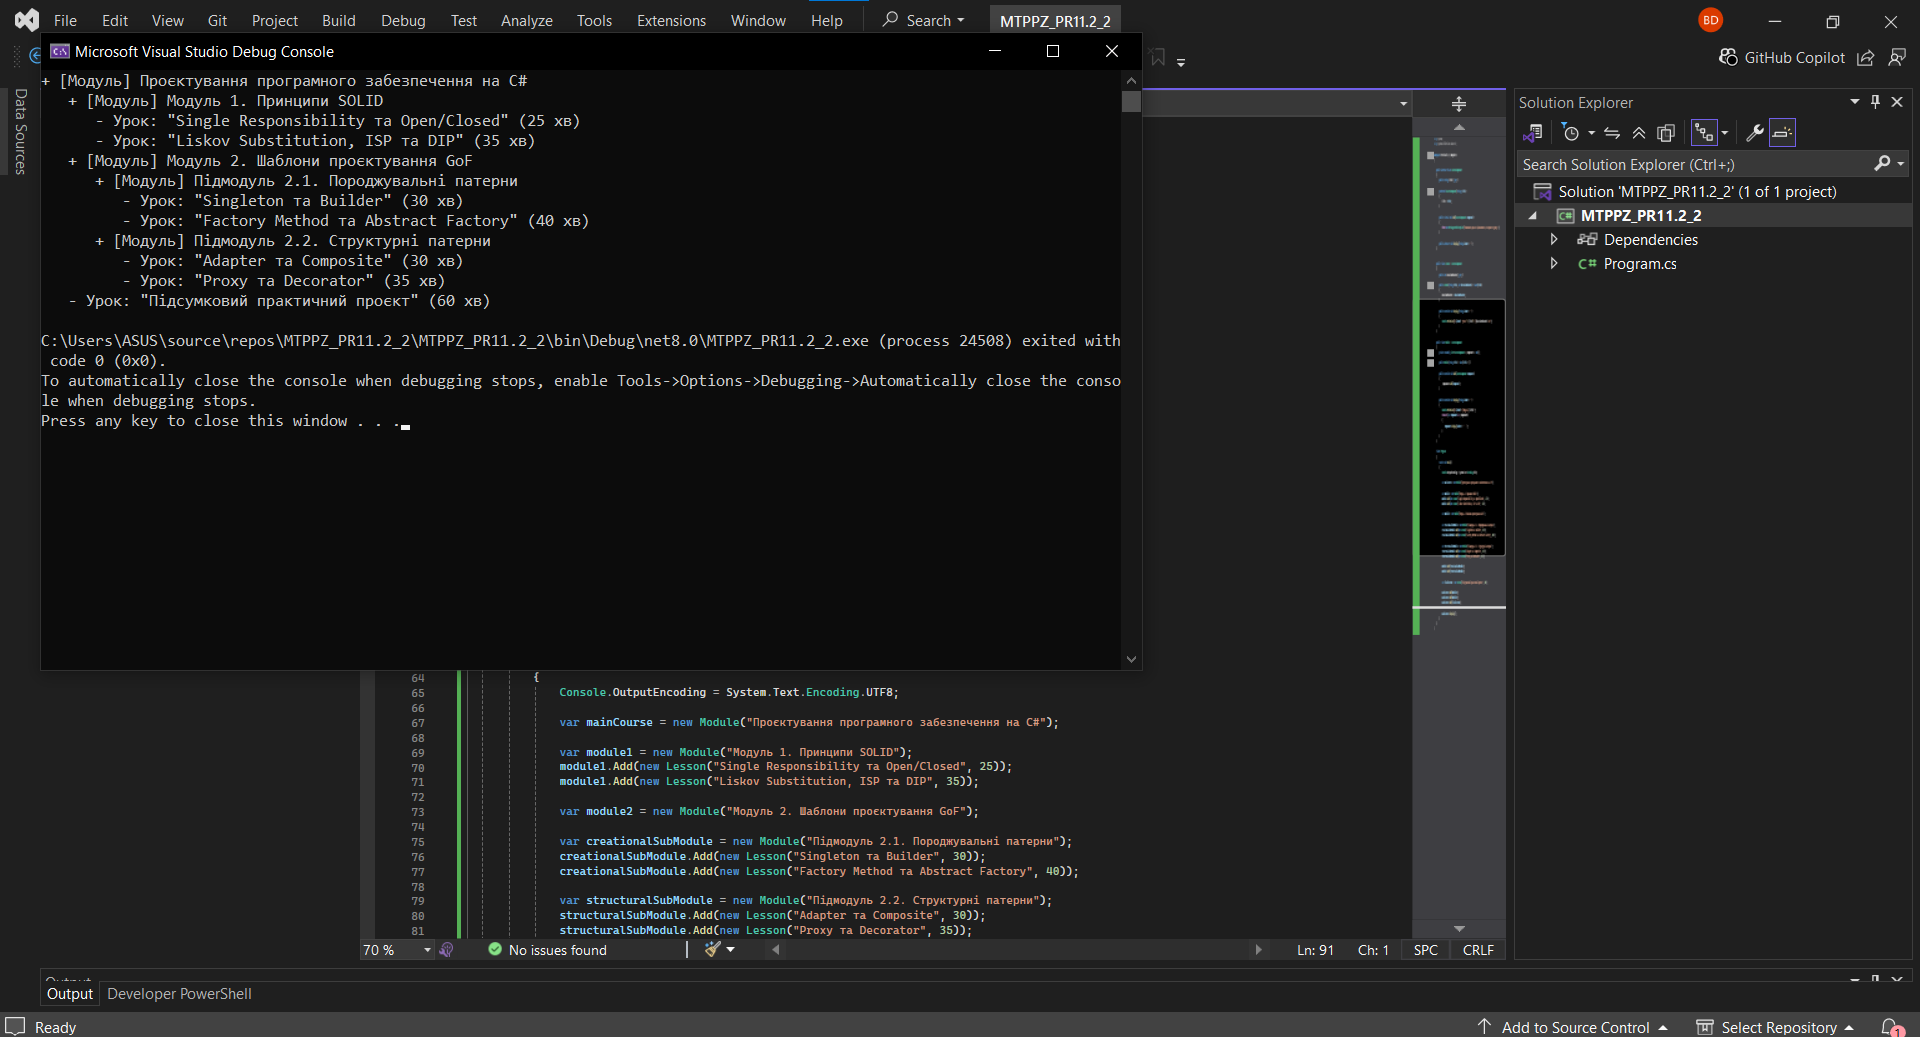 File Edit View Git Project Build Debug Test Analyze Tools Extensions Window Help Search MTPPZ_PR11.2_2 BD
Microsoft Visual Studio Debug Console
GitHub Copilot
Data Sources
+ [Модуль] Проєктування програмного забезпечення на C#
+ [Модуль] Модуль 1. Принципи SOLID
- Урок: "Single Responsibility та Open/Closed" (25 хв)
- Урок: "Liskov Substitution, ISP та DIP" (35 хв)
+ [Модуль] Модуль 2. Шаблони проєктування GoF
+ [Модуль] Підмодуль 2.1. Породжувальні патерни
- Урок: "Singleton та Builder" (30 хв)
- Урок: "Factory Method та Abstract Factory" (40 хв)
+ [Модуль] Підмодуль 2.2. Структурні патерни
- Урок: "Adapter та Composite" (30 хв)
- Урок: "Proxy та Decorator" (35 хв)
- Урок: "Підсумковий практичний проєкт" (60 хв)
C:\Users\ASUS\source\repos\MTPPZ_PR11.2_2\MTPPZ_PR11.2_2\bin\Debug\net8.0\MTPPZ_PR11.2_2.exe (process 24508) exited with
code 0 (0x0).
To automatically close the console when debugging stops, enable Tools->Options->Debugging->Automatically close the conso
le when debugging stops.
Press any key to close this window . . .
Solution Explorer
Search Solution Explorer (Ctrl+;)
Solution 'MTPPZ_PR11.2_2' (1 of 1 project)
C# MTPPZ_PR11.2_2
Dependencies
C# Program.cs
64 {
65 Console.OutputEncoding = System.Text.Encoding.UTF8;
66
67 var mainCourse = new Module("Проєктування програмного забезпечення на C#");
68
69 var module1 = new Module("Модуль 1. Принципи SOLID");
70 module1.Add(new Lesson("Single Responsibility та Open/Closed", 25));
71 module1.Add(new Lesson("Liskov Substitution, ISP та DIP", 35));
72
73 var module2 = new Module("Модуль 2. Шаблони проєктування GoF");
74
75 var creationalSubModule = new Module("Підмодуль 2.1. Породжувальні патерни");
76 creationalSubModule.Add(new Lesson("Singleton та Builder", 30));
77 creationalSubModule.Add(new Lesson("Factory Method та Abstract Factory", 40));
78
79 var structuralSubModule = new Module("Підмодуль 2.2. Структурні патерни");
80 structuralSubModule.Add(new Lesson("Adapter та Composite", 30));
81 structuralSubModule.Add(new Lesson("Proxy та Decorator", 35));
70 % No issues found Ln: 91 Ch: 1 SPC CRLF
Output
Output Developer PowerShell
Ready Add to Source Control Select Repository 1